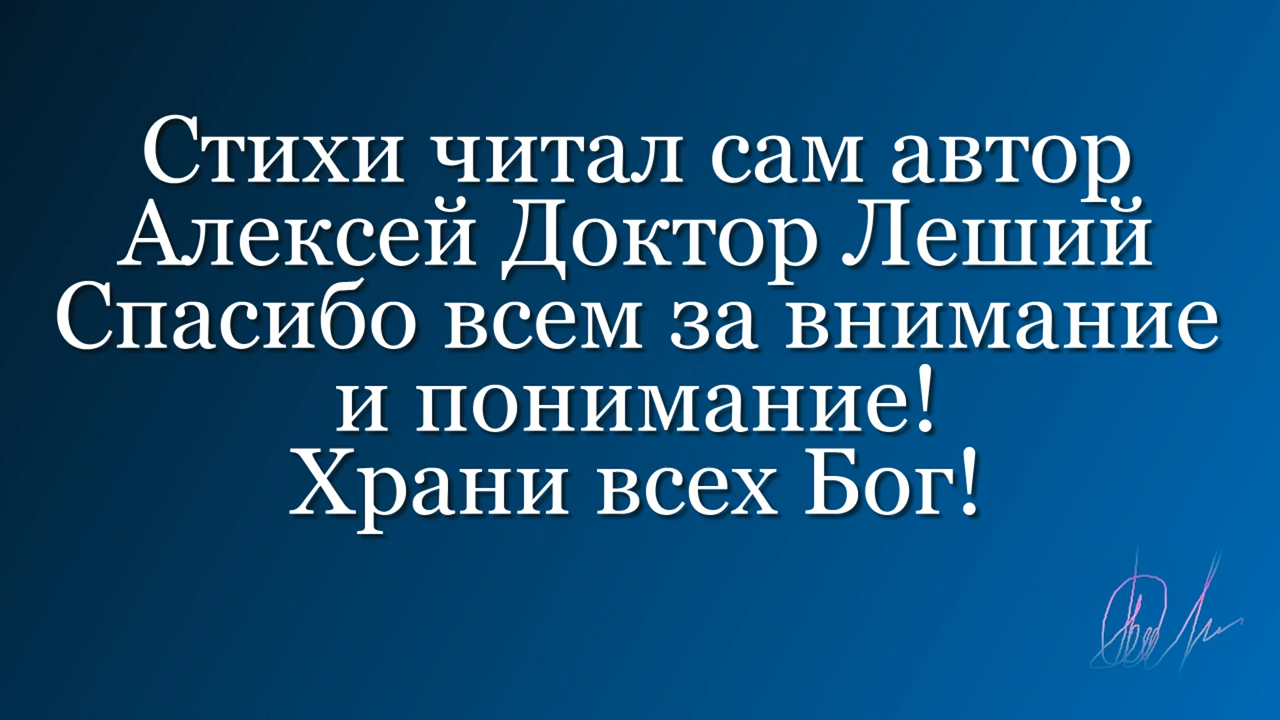 Стихи читал сам автор
Алексей Доктор Леший
Спасибо всем за внимание
и понимание!
Храни всех Бог!